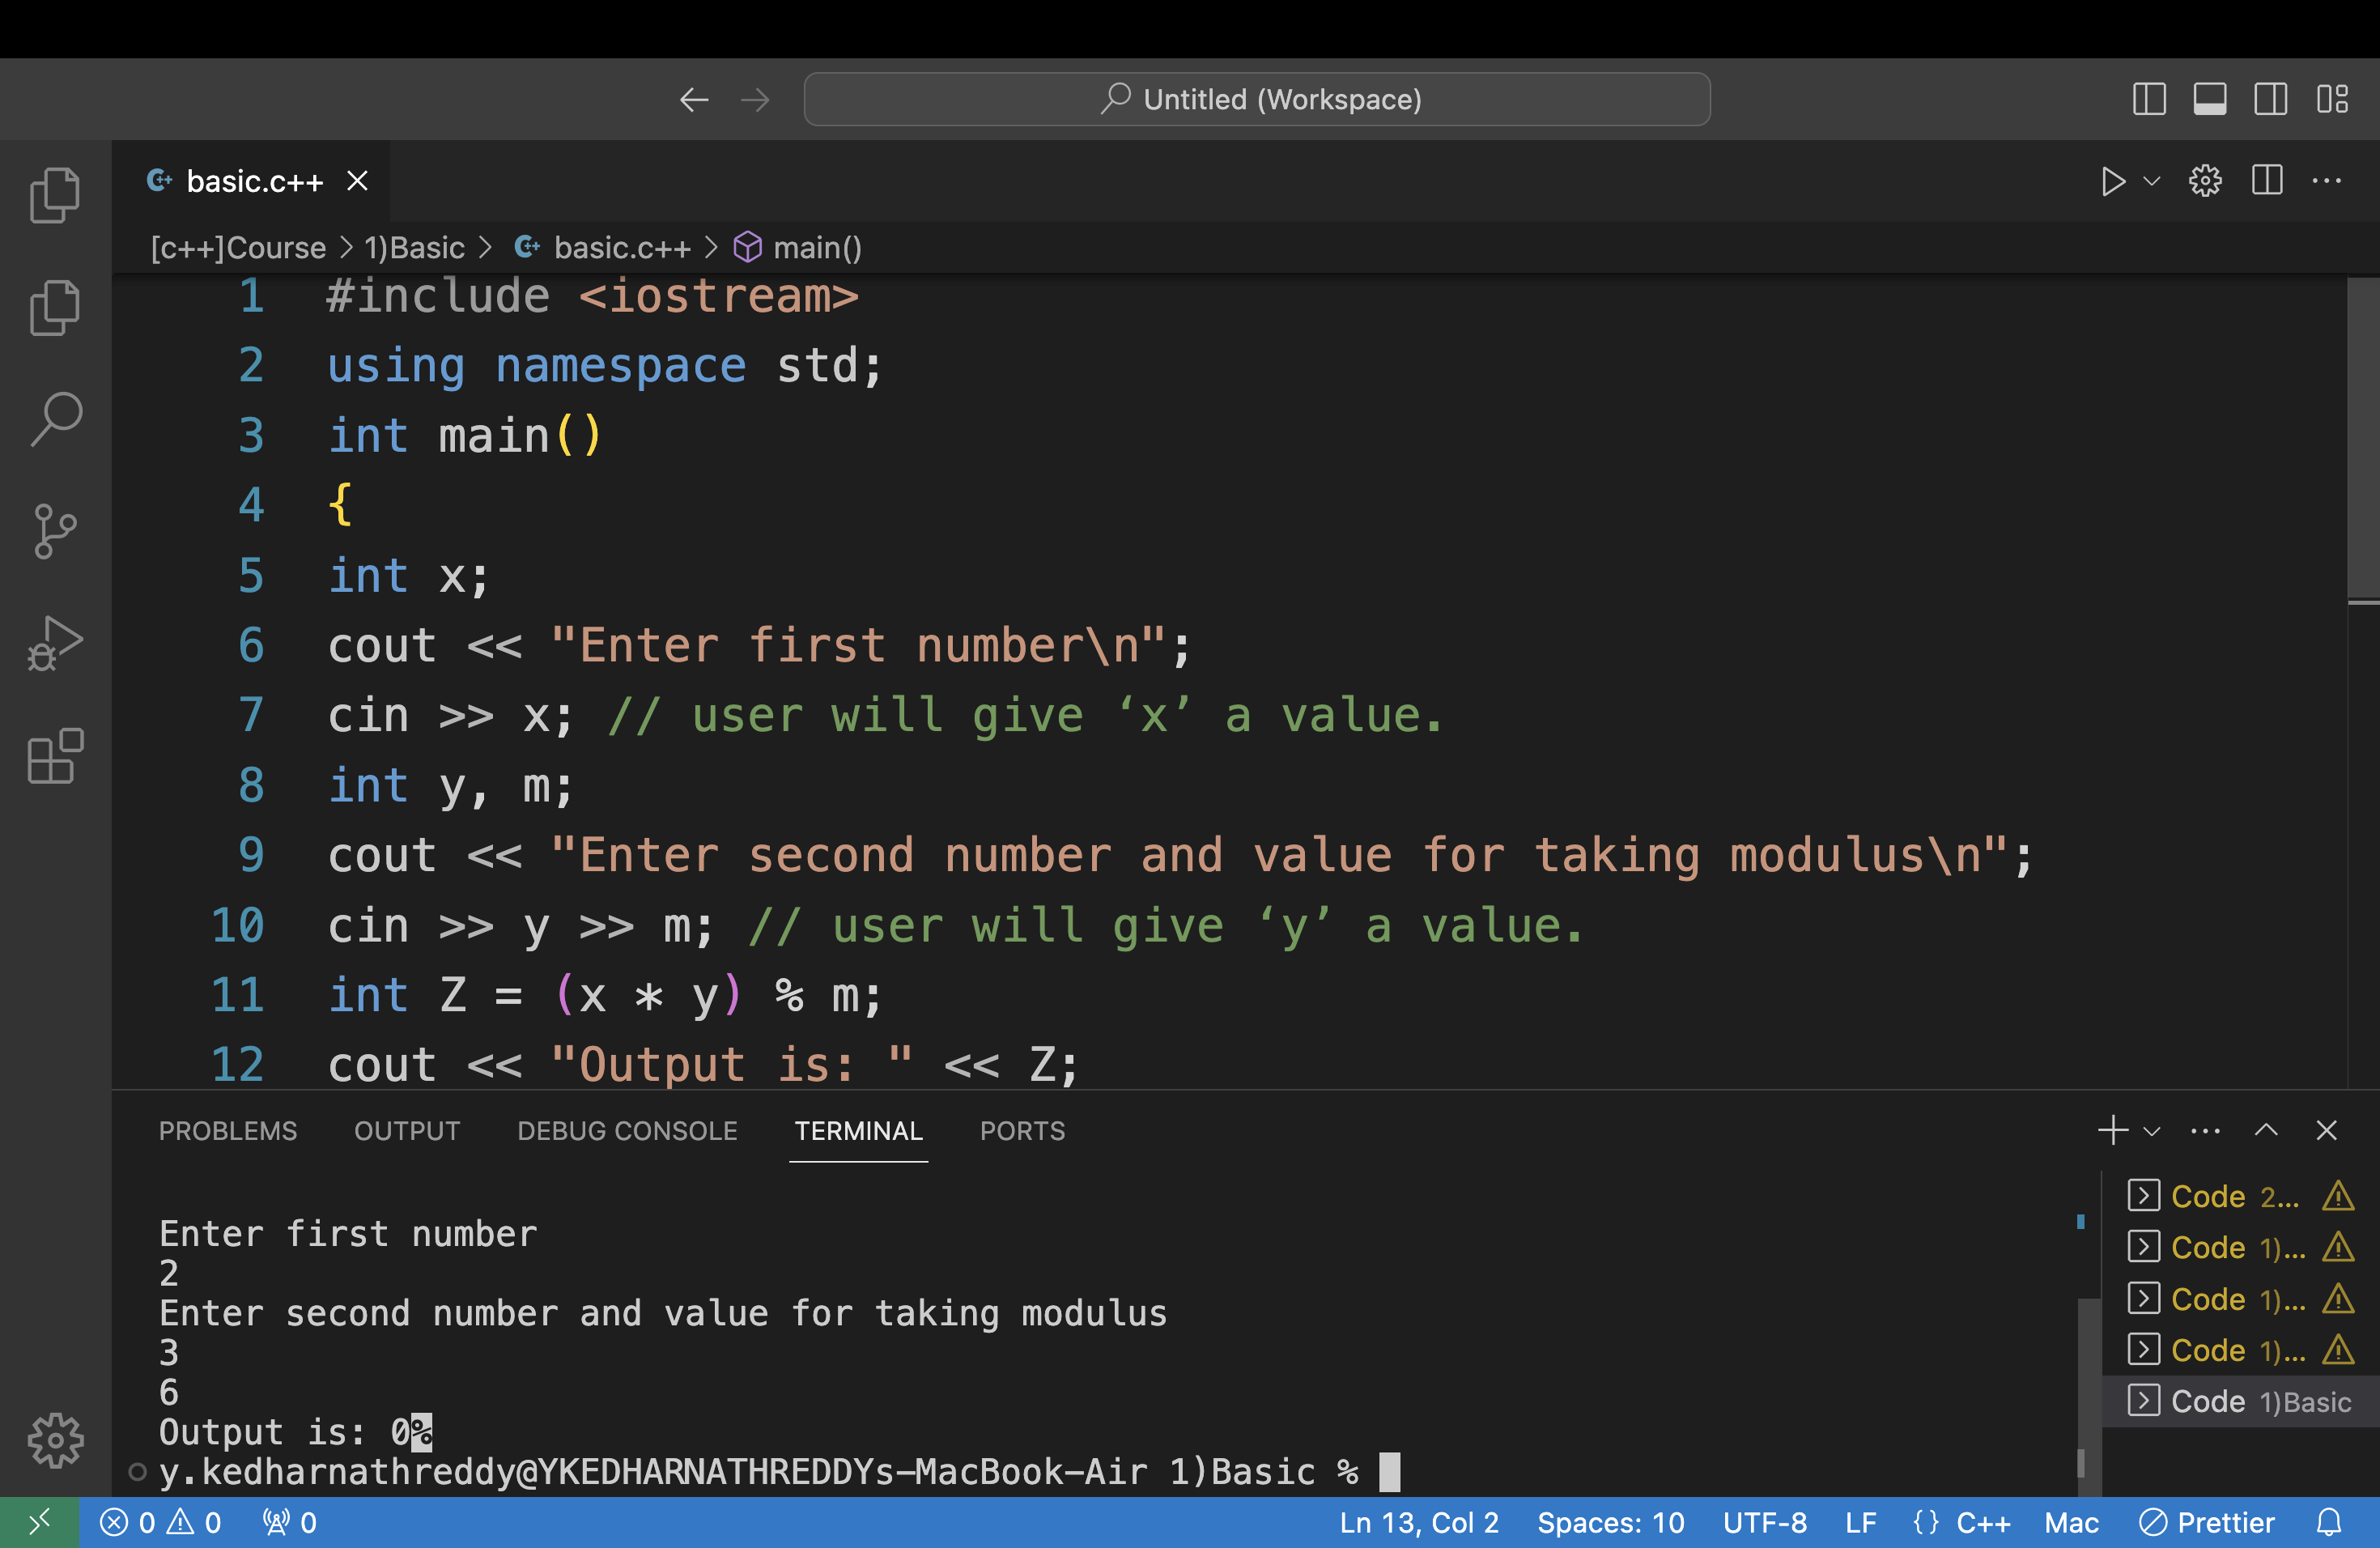 Untitled (Workspace)
basic.c++
[c++]Course > 1)Basic > basic.c++ > main()
1 #include <iostream>
2 using namespace std;
3 int main()
4 {
5 int x;
6 cout << "Enter first number\n";
7 cin >> x; // user will give ‘x’ a value.
8 int y, m;
9 cout << "Enter second number and value for taking modulus\n";
10 cin >> y >> m; // user will give ‘y’ a value.
11 int Z = (x * y) % m;
12 cout << "Output is: " << Z;
PROBLEMS OUTPUT DEBUG CONSOLE TERMINAL PORTS
Enter first number
2
Enter second number and value for taking modulus
3
6
Output is: 0%
y.kedharnathreddy@YKEDHARNATHREDDYs-MacBook-Air 1)Basic %
Code 2...
Code 1)...
Code 1)...
Code 1)...
Code 1)Basic
0 0 0 Ln 13, Col 2 Spaces: 10 UTF-8 LF {} C++ Mac Prettier